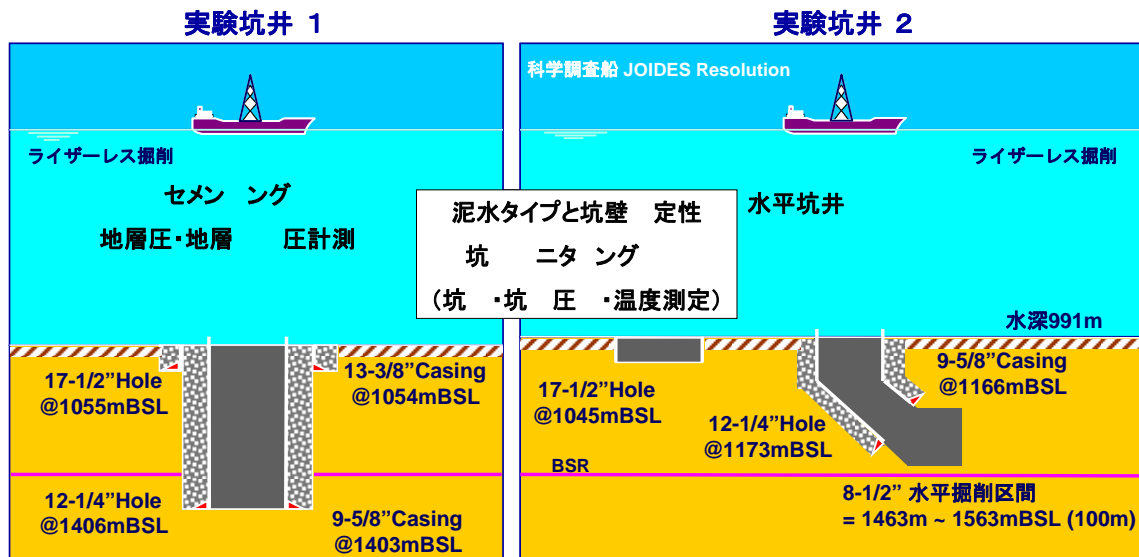 実験坑井 1
実験坑井 2
科学調査船 JOIDES Resolution
ライザーレス掘削
ライザーレス掘削
セメン ング
地層圧・地層 圧計測
泥水タイプと坑壁 定性
坑 ニタ ング
(坑 ・坑 圧 ・温度測定)
水平坑井
水深991m
17-1/2”Hole
@1055mBSL
13-3/8”Casing
@1054mBSL
12-1/4”Hole
@1406mBSL
9-5/8”Casing
@1403mBSL
17-1/2”Hole
@1045mBSL
12-1/4”Hole
@1173mBSL
9-5/8”Casing
@1166mBSL
BSR
8-1/2” 水平掘削区間
= 1463m ~ 1563mBSL (100m)